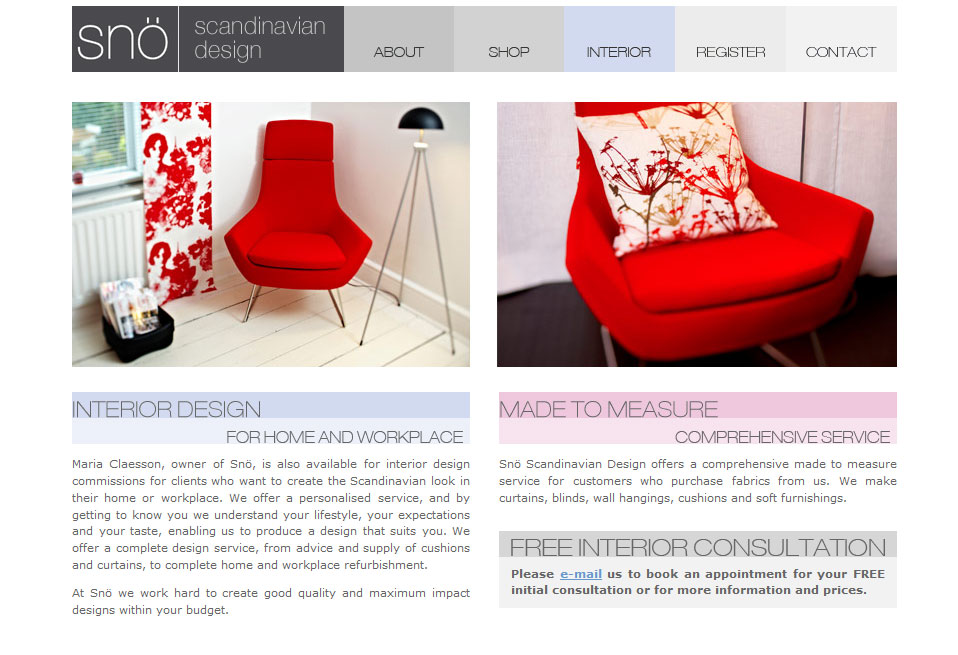 snö
scandinavian
design
ABOUT
SHOP
INTERIOR
REGISTER
CONTACT
INTERIOR DESIGN
FOR HOME AND WORKPLACE
Maria Claesson, owner of Snö, is also available for interior design
commissions for clients who want to create the Scandinavian look in
their home or workplace. We offer a personalised service, and by
getting to know you we understand your lifestyle, your expectations
and your taste, enabling us to produce a design that suits you. We
offer a complete design service, from advice and supply of cushions
and curtains, to complete home and workplace refurbishment.
At Snö we work hard to create good quality and maximum impact
designs within your budget.
MADE TO MEASURE
COMPREHENSIVE SERVICE
Snö Scandinavian Design offers a comprehensive made to measure
service for customers who purchase fabrics from us. We make
curtains, blinds, wall hangings, cushions and soft furnishings.
FREE INTERIOR CONSULTATION
Please e-mail us to book an appointment for your FREE
initial consultation or for more information and prices.